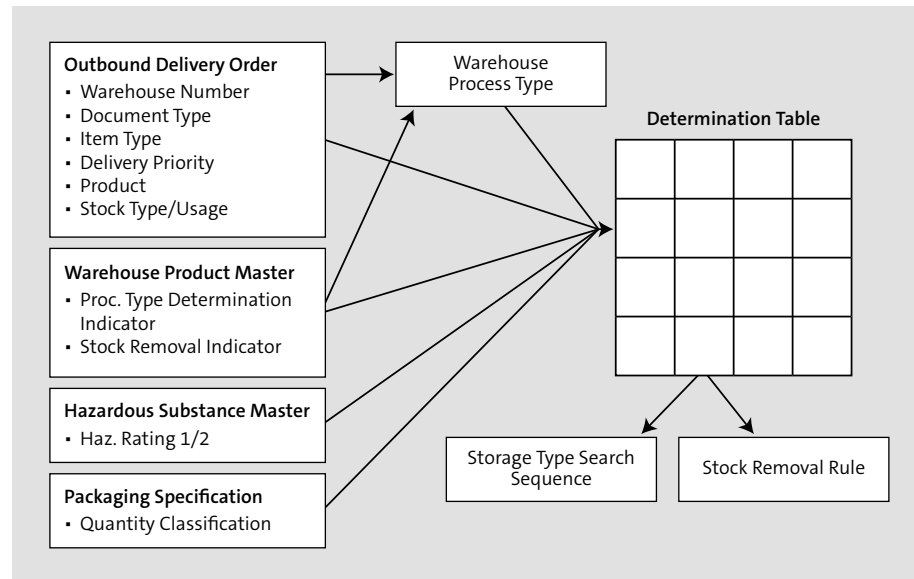 Outbound Delivery Order
▪ Warehouse Number
▪ Document Type
▪ Item Type
▪ Delivery Priority
▪ Product
▪ Stock Type/Usage
Warehouse Product Master
▪ Proc. Type Determination
Indicator
▪ Stock Removal Indicator
Hazardous Substance Master
▪ Haz. Rating 1/2
Packaging Specification
▪ Quantity Classification
Warehouse
Process Type
Determination Table
Storage Type Search
Sequence
Stock Removal Rule